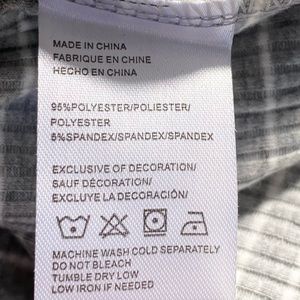 MADE IN CHINA
FABRIQUE EN CHINE
HECHO EN CHINA
95%POLYESTER/POLIESTER/
POLYESTER
5%SPANDEX/SPANDEX/SPANDEX
EXCLUSIVE OF DECORATION/
SAUF DÉCORATION/
EXCLUYE LA DECORACIÓN/
MACHINE WASH COLD SEPARATELY
DO NOT BLEACH
TUMBLE DRY LOW
LOW IRON IF NEEDED